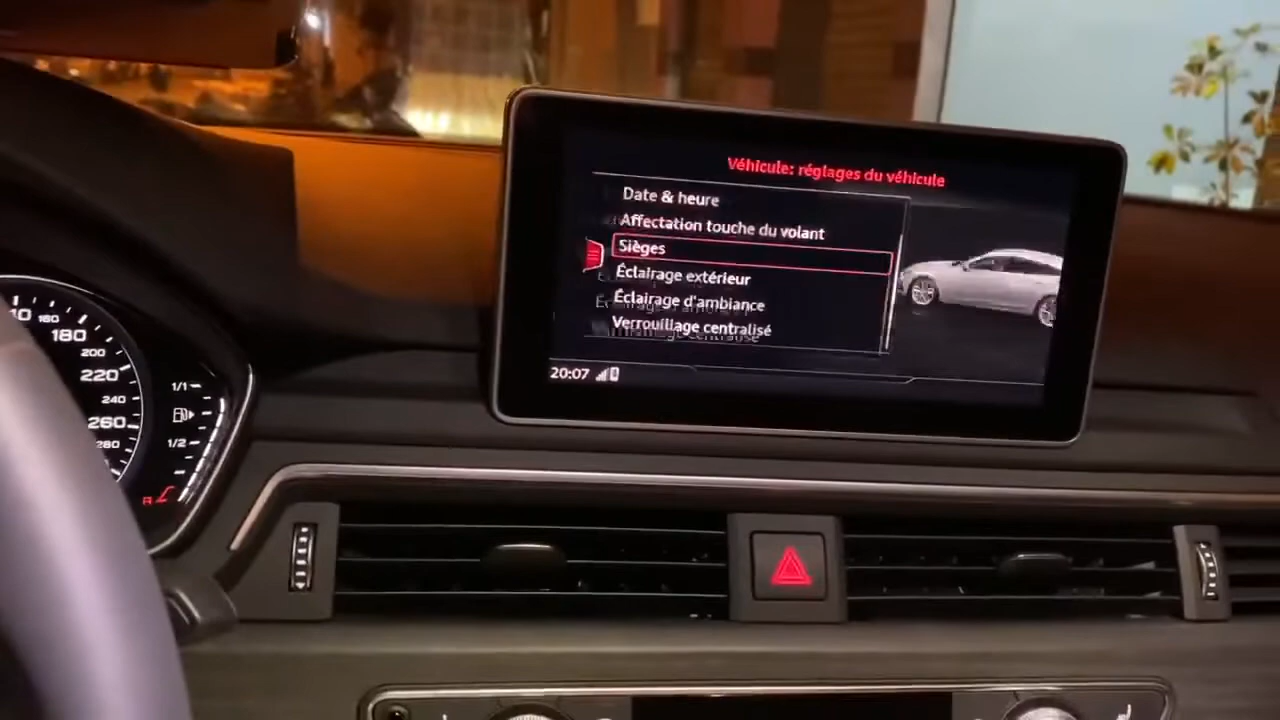 Véhicule: réglages du véhicule
Date & heure
Affectation touche du volant
Sièges
Éclairage extérieur
Éclairage d'ambiance
Verrouillage centralisé
20:07
160
180
200
220
240
260
280
1/1
1/2